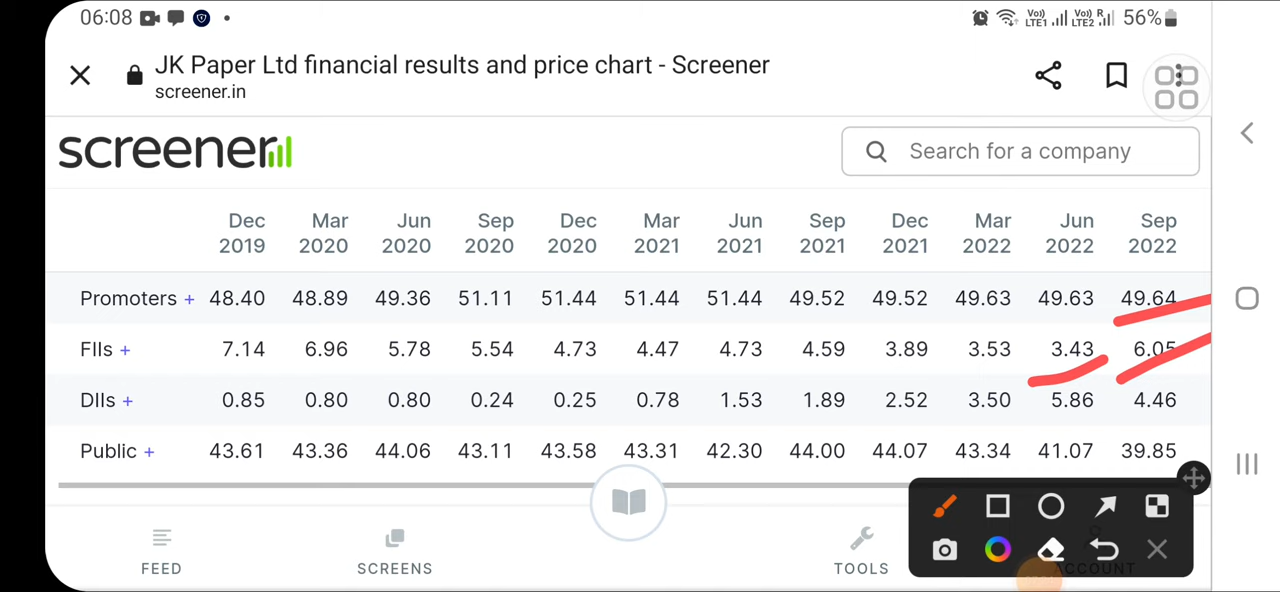 06:08 Vo) LTE1 Vo) R LTE2 56%
JK Paper Ltd financial results and price chart - Screener
screener.in
screener
Search for a company
Dec 2019 Mar 2020 Jun 2020 Sep 2020 Dec 2020 Mar 2021 Jun 2021 Sep 2021 Dec 2021 Mar 2022 Jun 2022 Sep 2022
Promoters + 48.40 48.89 49.36 51.11 51.44 51.44 51.44 49.52 49.52 49.63 49.63 49.64
FIIs + 7.14 6.96 5.78 5.54 4.73 4.47 4.73 4.59 3.89 3.53 3.43 6.05
DIIs + 0.85 0.80 0.80 0.24 0.25 0.78 1.53 1.89 2.52 3.50 5.86 4.46
Public + 43.61 43.36 44.06 43.11 43.58 43.31 42.30 44.00 44.07 43.34 41.07 39.85
FEED SCREENS TOOLS ACCOUNT